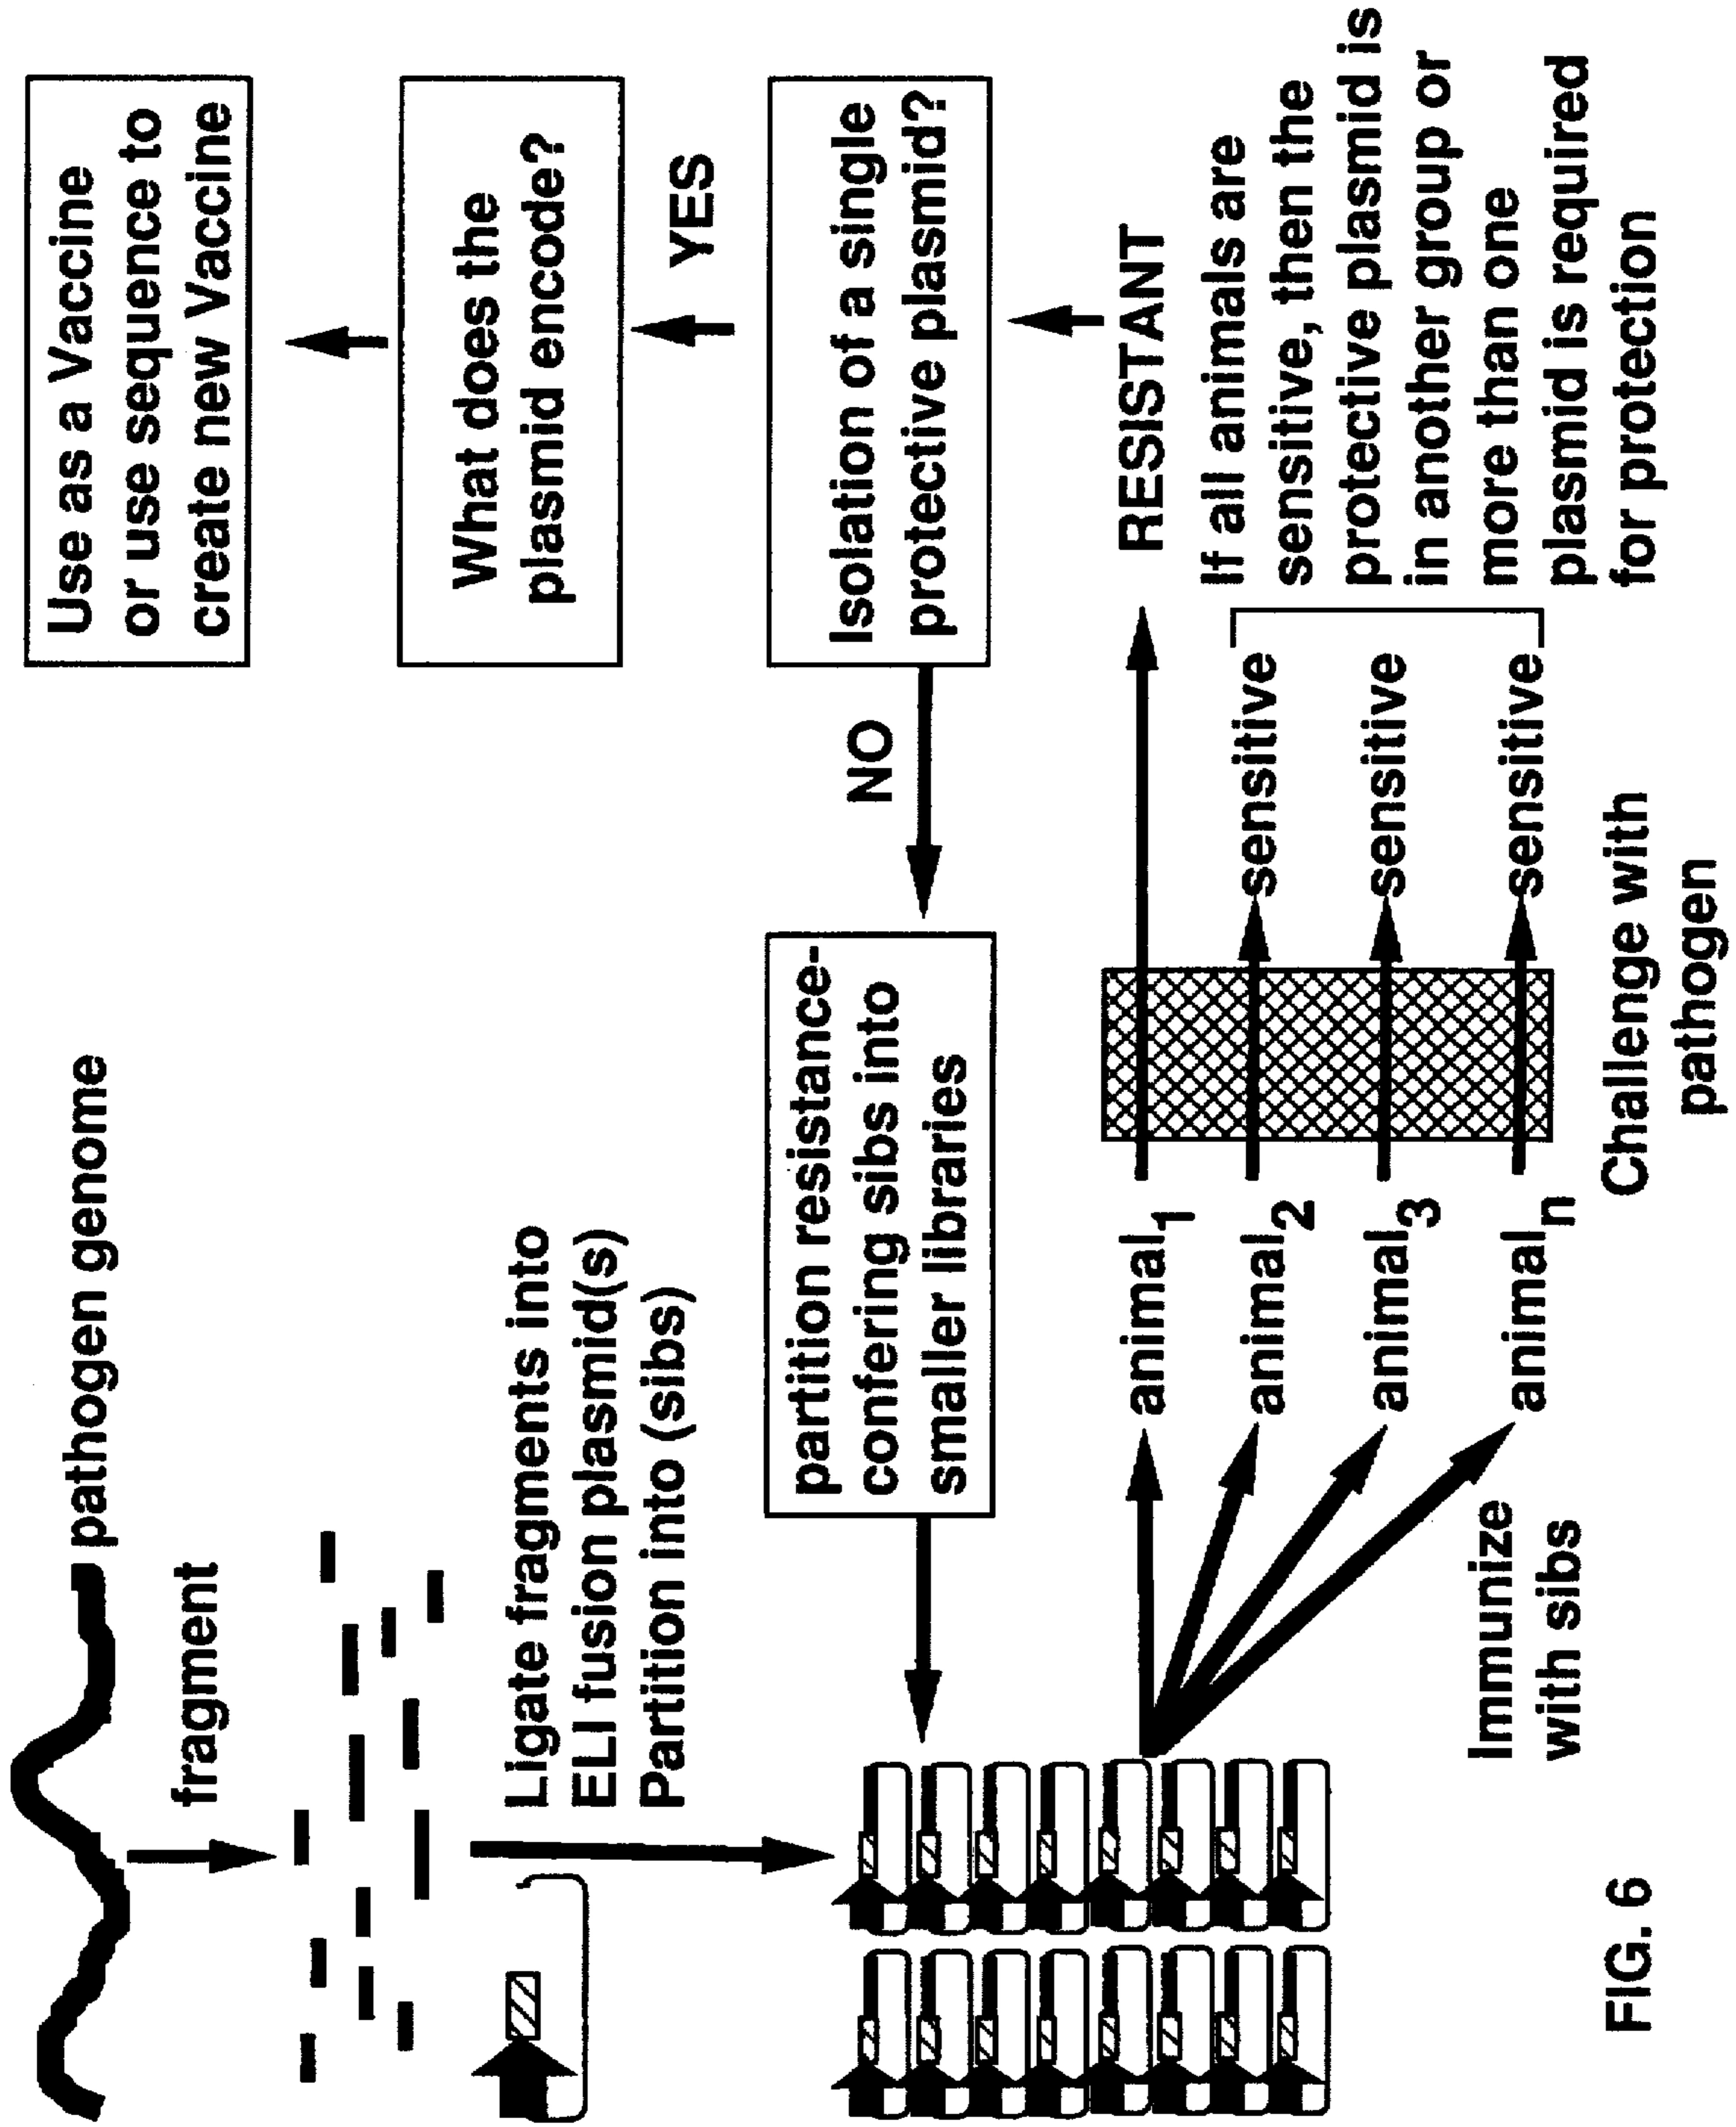 pathogen genome
fragment
Ligate fragments into
ELI fusion plasmid(s)
Partition into (sibs)
partition resistance-
confering sibs into
smaller libraries
Immunize
with sibs
animal1
animal2
animal3
animaln
Challenge with
pathogen
sensitive
sensitive
sensitive
RESISTANT
If all animals are
sensitive, then the
protective plasmid is
in another group or
more than one
plasmid is required
for protection
Isolation of a single
protective plasmid?
NO
YES
What does the
plasmid encode?
Use as a Vaccine
or use sequence to
create new Vaccine
FIG. 6